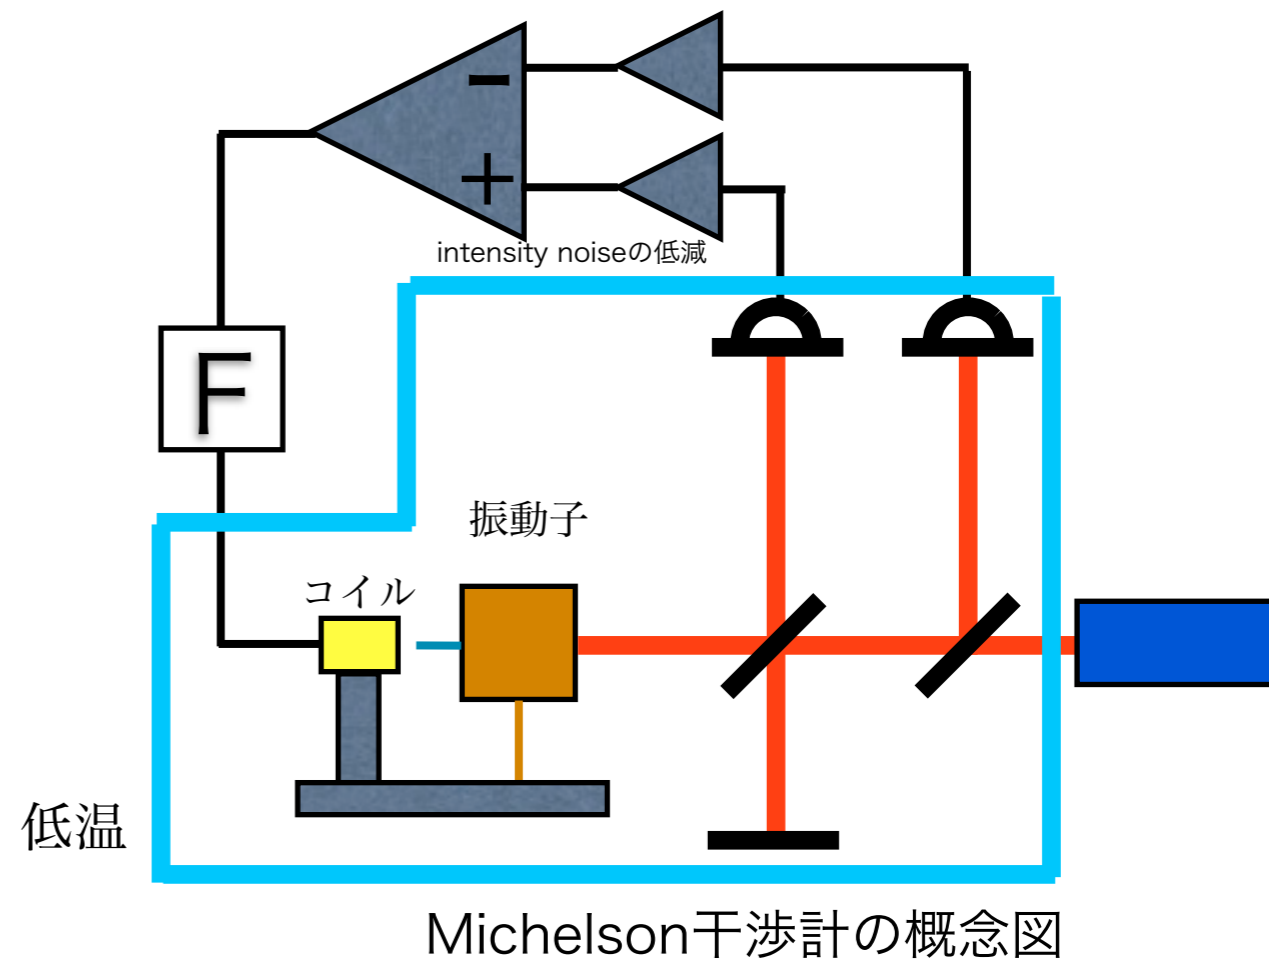 −
+
intensity noiseの低減
F
振動子
コイル
低温
Michelson干渉計の概念図